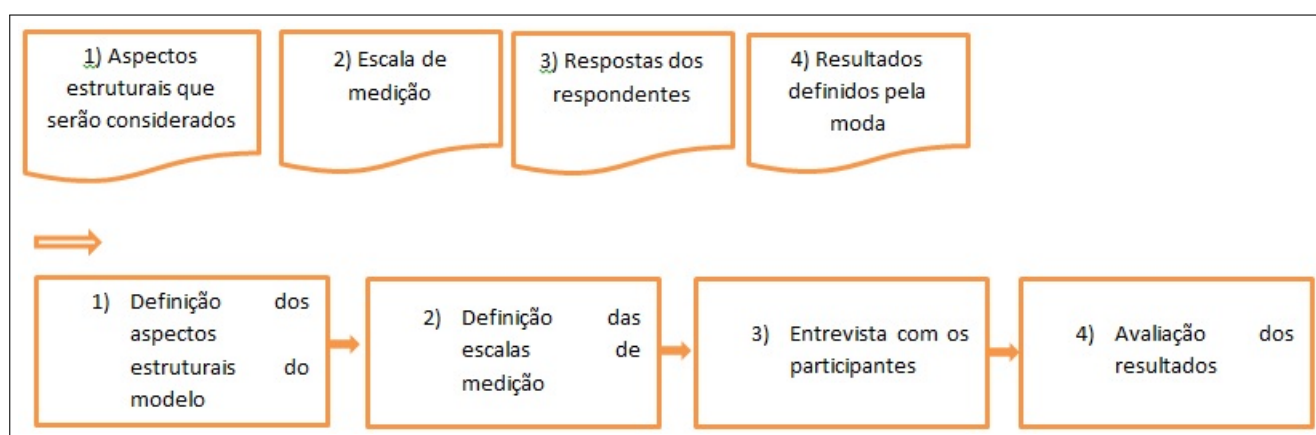 1) Aspectos
estruturais que
serão considerados
2) Escala de
medição
3) Respostas dos
respondentes
4) Resultados
definidos pela
moda
1) Definição dos
aspectos
estruturais do
modelo
2) Definição das
escalas de
medição
3) Entrevista com os
participantes
4) Avaliação dos
resultados